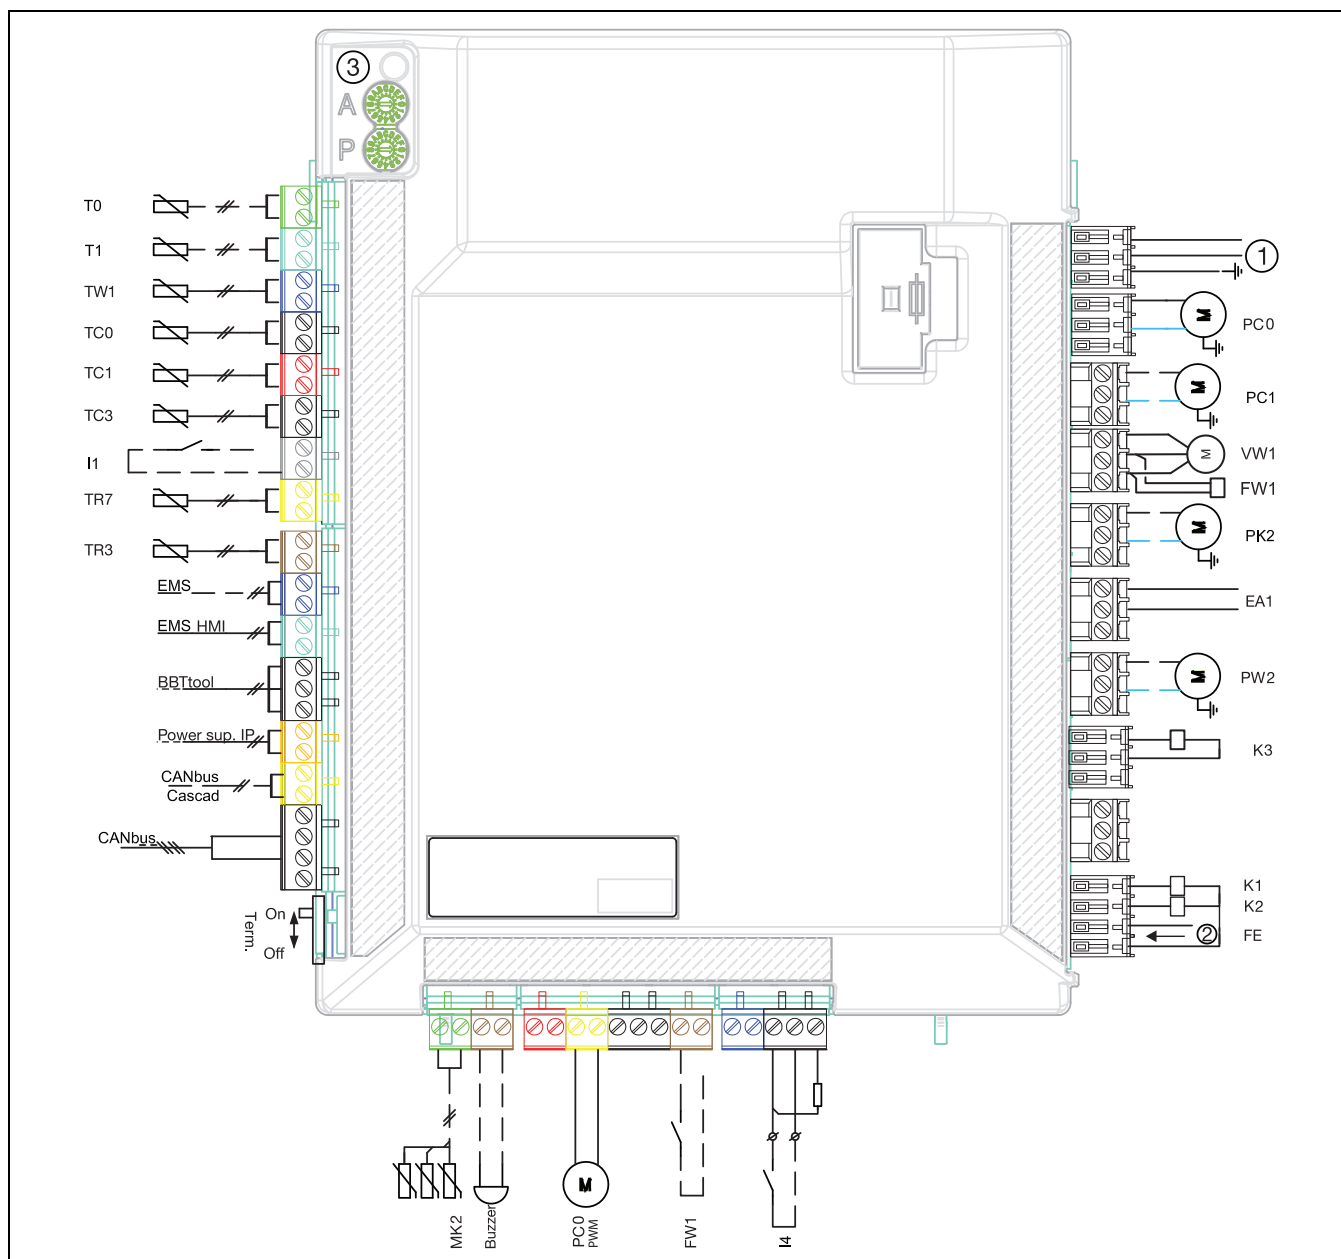 3
A
P
T0
T1
TW1
TC0
TC1
TC3
I1
TR7
TR3
EMS
EMS HMI
BBTtool
Power sup. IP
CANbus
Cascad
CANbus
On
Term.
Off
1
PC0
M
PC1
M
VW1
M
FW1
PK2
M
EA1
PW2
M
K3
K1
K2
2
FE
MK2
Buzzer
M
PC0
PWM
FW1
I4